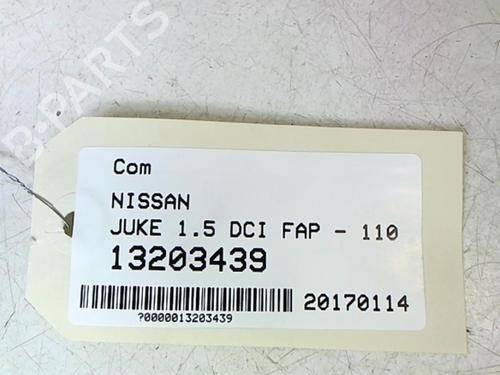 B-PARTS
Com
NISSAN
JUKE 1.5 DCI FAP - 110
13203439
20170114
?0000013203439